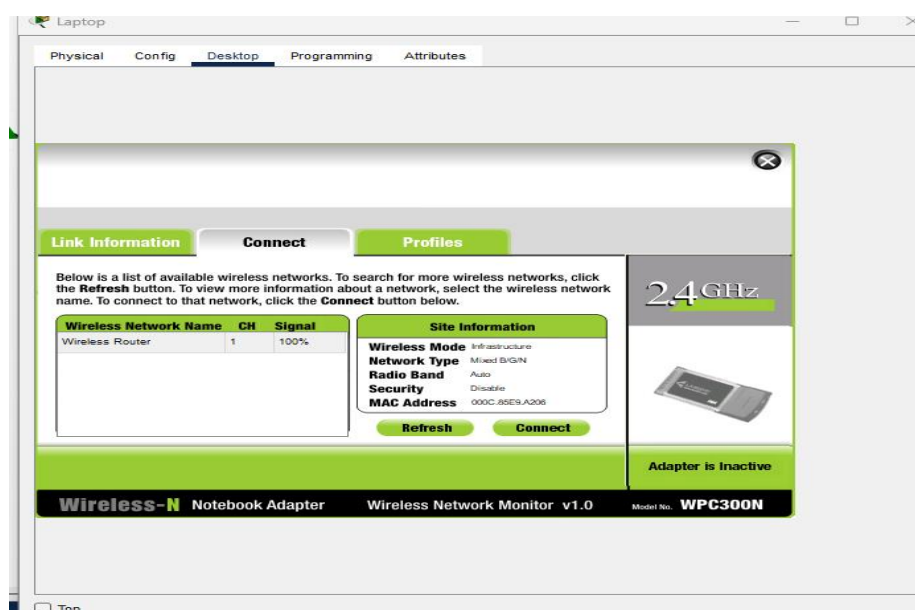 Laptop
Physical Config Desktop Programming Attributes
Link Information Connect Profiles
Below is a list of available wireless networks. To search for more wireless networks, click
the Refresh button. To view more information about a network, select the wireless network
name. To connect to that network, click the Connect button below.
2.4GHz
Wireless Network Name CH Signal
Wireless Router 1 100%
Site Information
Wireless Mode Infrastructure
Network Type Mixed B/G/N
Radio Band Auto
Security Disable
MAC Address 000C.85E9.A206
Refresh Connect
Adapter is Inactive
Wireless-N Notebook Adapter Wireless Network Monitor v1.0 Model No. WPC300N
Top